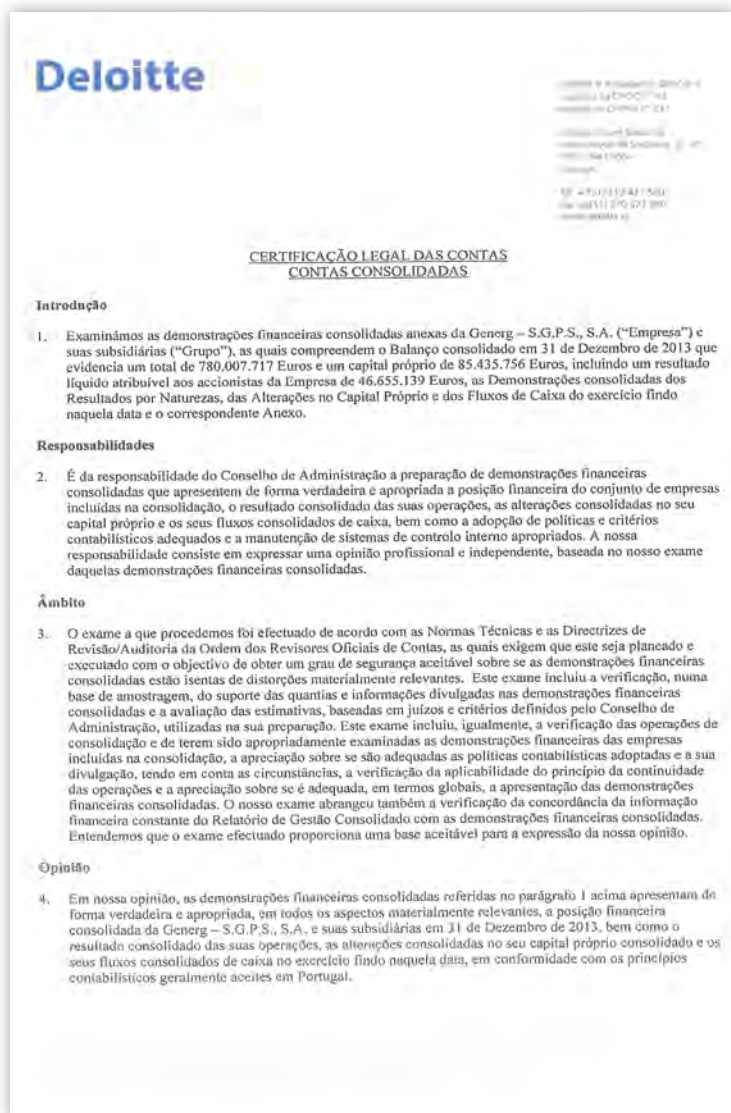 Deloitte
CERTIFICAÇÃO LEGAL DAS CONTAS
CONTAS CONSOLIDADAS
Introdução
1. Examinámos as demonstrações financeiras consolidadas anexas da Generg – S.G.P.S., S.A. (“Empresa”) e
suas subsidiárias (“Grupo”), as quais compreendem o Balanço consolidado em 31 de Dezembro de 2013 que
evidencia um total de 780.007.717 Euros e um capital próprio de 85.435.756 Euros, incluindo um resultado
líquido atribuível aos accionistas da Empresa de 46.655.139 Euros, as Demonstrações consolidadas dos
Resultados por Naturezas, das Alterações no Capital Próprio e dos Fluxos de Caixa do exercício findo
naquela data e o correspondente Anexo.
Responsabilidades
2. É da responsabilidade do Conselho de Administração a preparação de demonstrações financeiras
consolidadas que apresentem de forma verdadeira e apropriada a posição financeira do conjunto de empresas
incluídas na consolidação, o resultado consolidado das suas operações, as alterações consolidadas no seu
capital próprio e os seus fluxos consolidados de caixa, bem como a adopção de políticas e critérios
contabilísticos adequados e a manutenção de sistemas de controlo interno apropriados. A nossa
responsabilidade consiste em expressar uma opinião profissional e independente, baseada no nosso exame
daquelas demonstrações financeiras consolidadas.
Âmbito
3. O exame a que procedemos foi efectuado de acordo com as Normas Técnicas e as Directrizes de
Revisão/Auditoria da Ordem dos Revisores Oficiais de Contas, as quais exigem que este seja planeado e
executado com o objectivo de obter um grau de segurança aceitável sobre se as demonstrações financeiras
consolidadas estão isentas de distorções materialmente relevantes. Este exame incluiu a verificação, numa
base de amostragem, do suporte das quantias e informações divulgadas nas demonstrações financeiras
consolidadas e a avaliação das estimativas, baseadas em juízos e critérios definidos pelo Conselho de
Administração, utilizadas na sua preparação. Este exame incluiu, igualmente, a verificação das operações de
consolidação e de terem sido apropriadamente examinadas as demonstrações financeiras das empresas
incluídas na consolidação, a apreciação sobre se são adequadas as políticas contabilísticas adoptadas e a sua
divulgação, tendo em conta as circunstâncias, a verificação da aplicabilidade do princípio da continuidade
das operações e a apreciação sobre se é adequada, em termos globais, a apresentação das demonstrações
financeiras consolidadas. O nosso exame abrangeu também a verificação da concordância da informação
financeira constante do Relatório de Gestão Consolidado com as demonstrações financeiras consolidadas.
Entendemos que o exame efectuado proporciona uma base aceitável para a expressão da nossa opinião.
Opinião
4. Em nossa opinião, as demonstrações financeiras consolidadas referidas no parágrafo 1 acima apresentam de
forma verdadeira e apropriada, em todos os aspectos materialmente relevantes, a posição financeira
consolidada da Generg – S.G.P.S., S.A. e suas subsidiárias em 31 de Dezembro de 2013, bem como o
resultado consolidado das suas operações, as alterações consolidadas no seu capital próprio consolidado e os
seus fluxos consolidados de caixa no exercício findo naquela data, em conformidade com os princípios
contabilísticos geralmente aceites em Portugal.